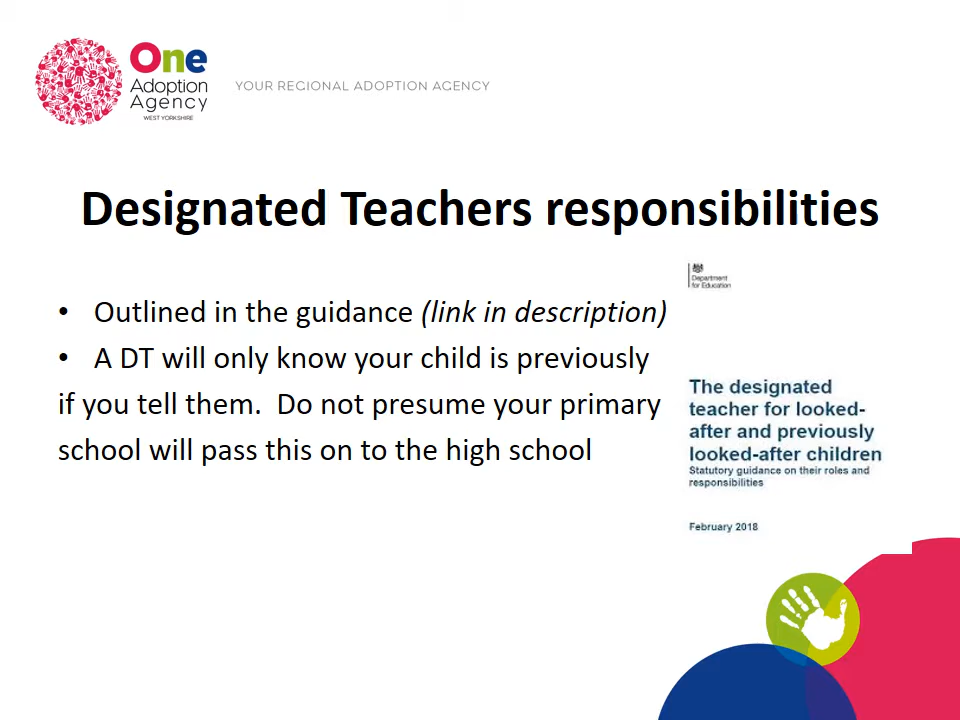 One
Adoption
Agency
WEST YORKSHIRE
YOUR REGIONAL ADOPTION AGENCY
Designated Teachers responsibilities
• Outlined in the guidance (link in description)
• A DT will only know your child is previously
if you tell them. Do not presume your primary
school will pass this on to the high school
Department
for Education
The designated
teacher for looked-
after and previously
looked-after children
Statutory guidance on their roles and
responsibilities
February 2018